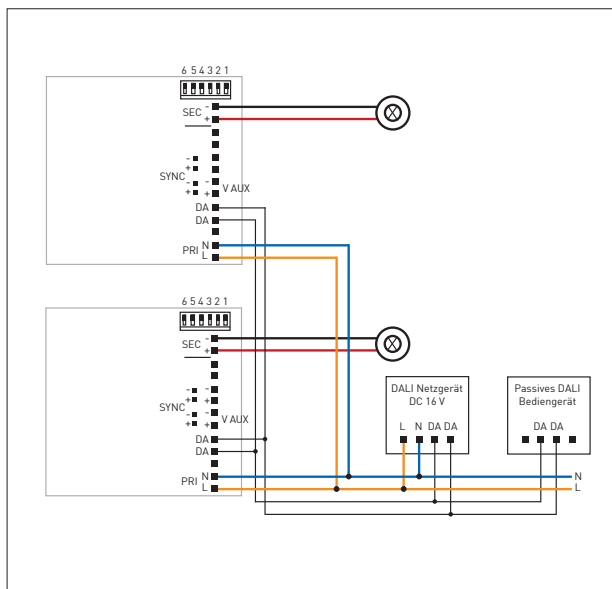 6 5 4 3 2 1
-
SEC +
-
+
SYNC
- -
+ + V AUX
DA
DA
N
PRI L
6 5 4 3 2 1
-
SEC +
- -
+ +
SYNC
- -
+ + V AUX
DA
DA
N
PRI L
DALI Netzgerät
DC 16 V
L N DA DA
Passives DALI
Bediengerät
DA DA
N
L